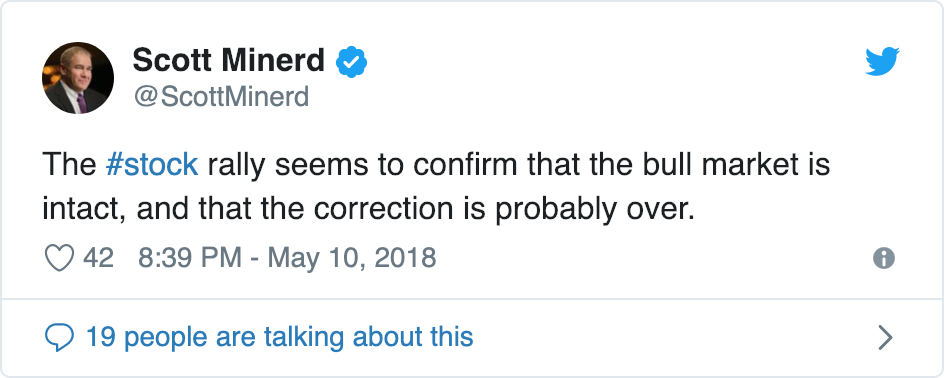 Scott Minerd
@ScottMinerd
The #stock rally seems to confirm that the bull market is
intact, and that the correction is probably over.
42 8:39 PM - May 10, 2018
19 people are talking about this